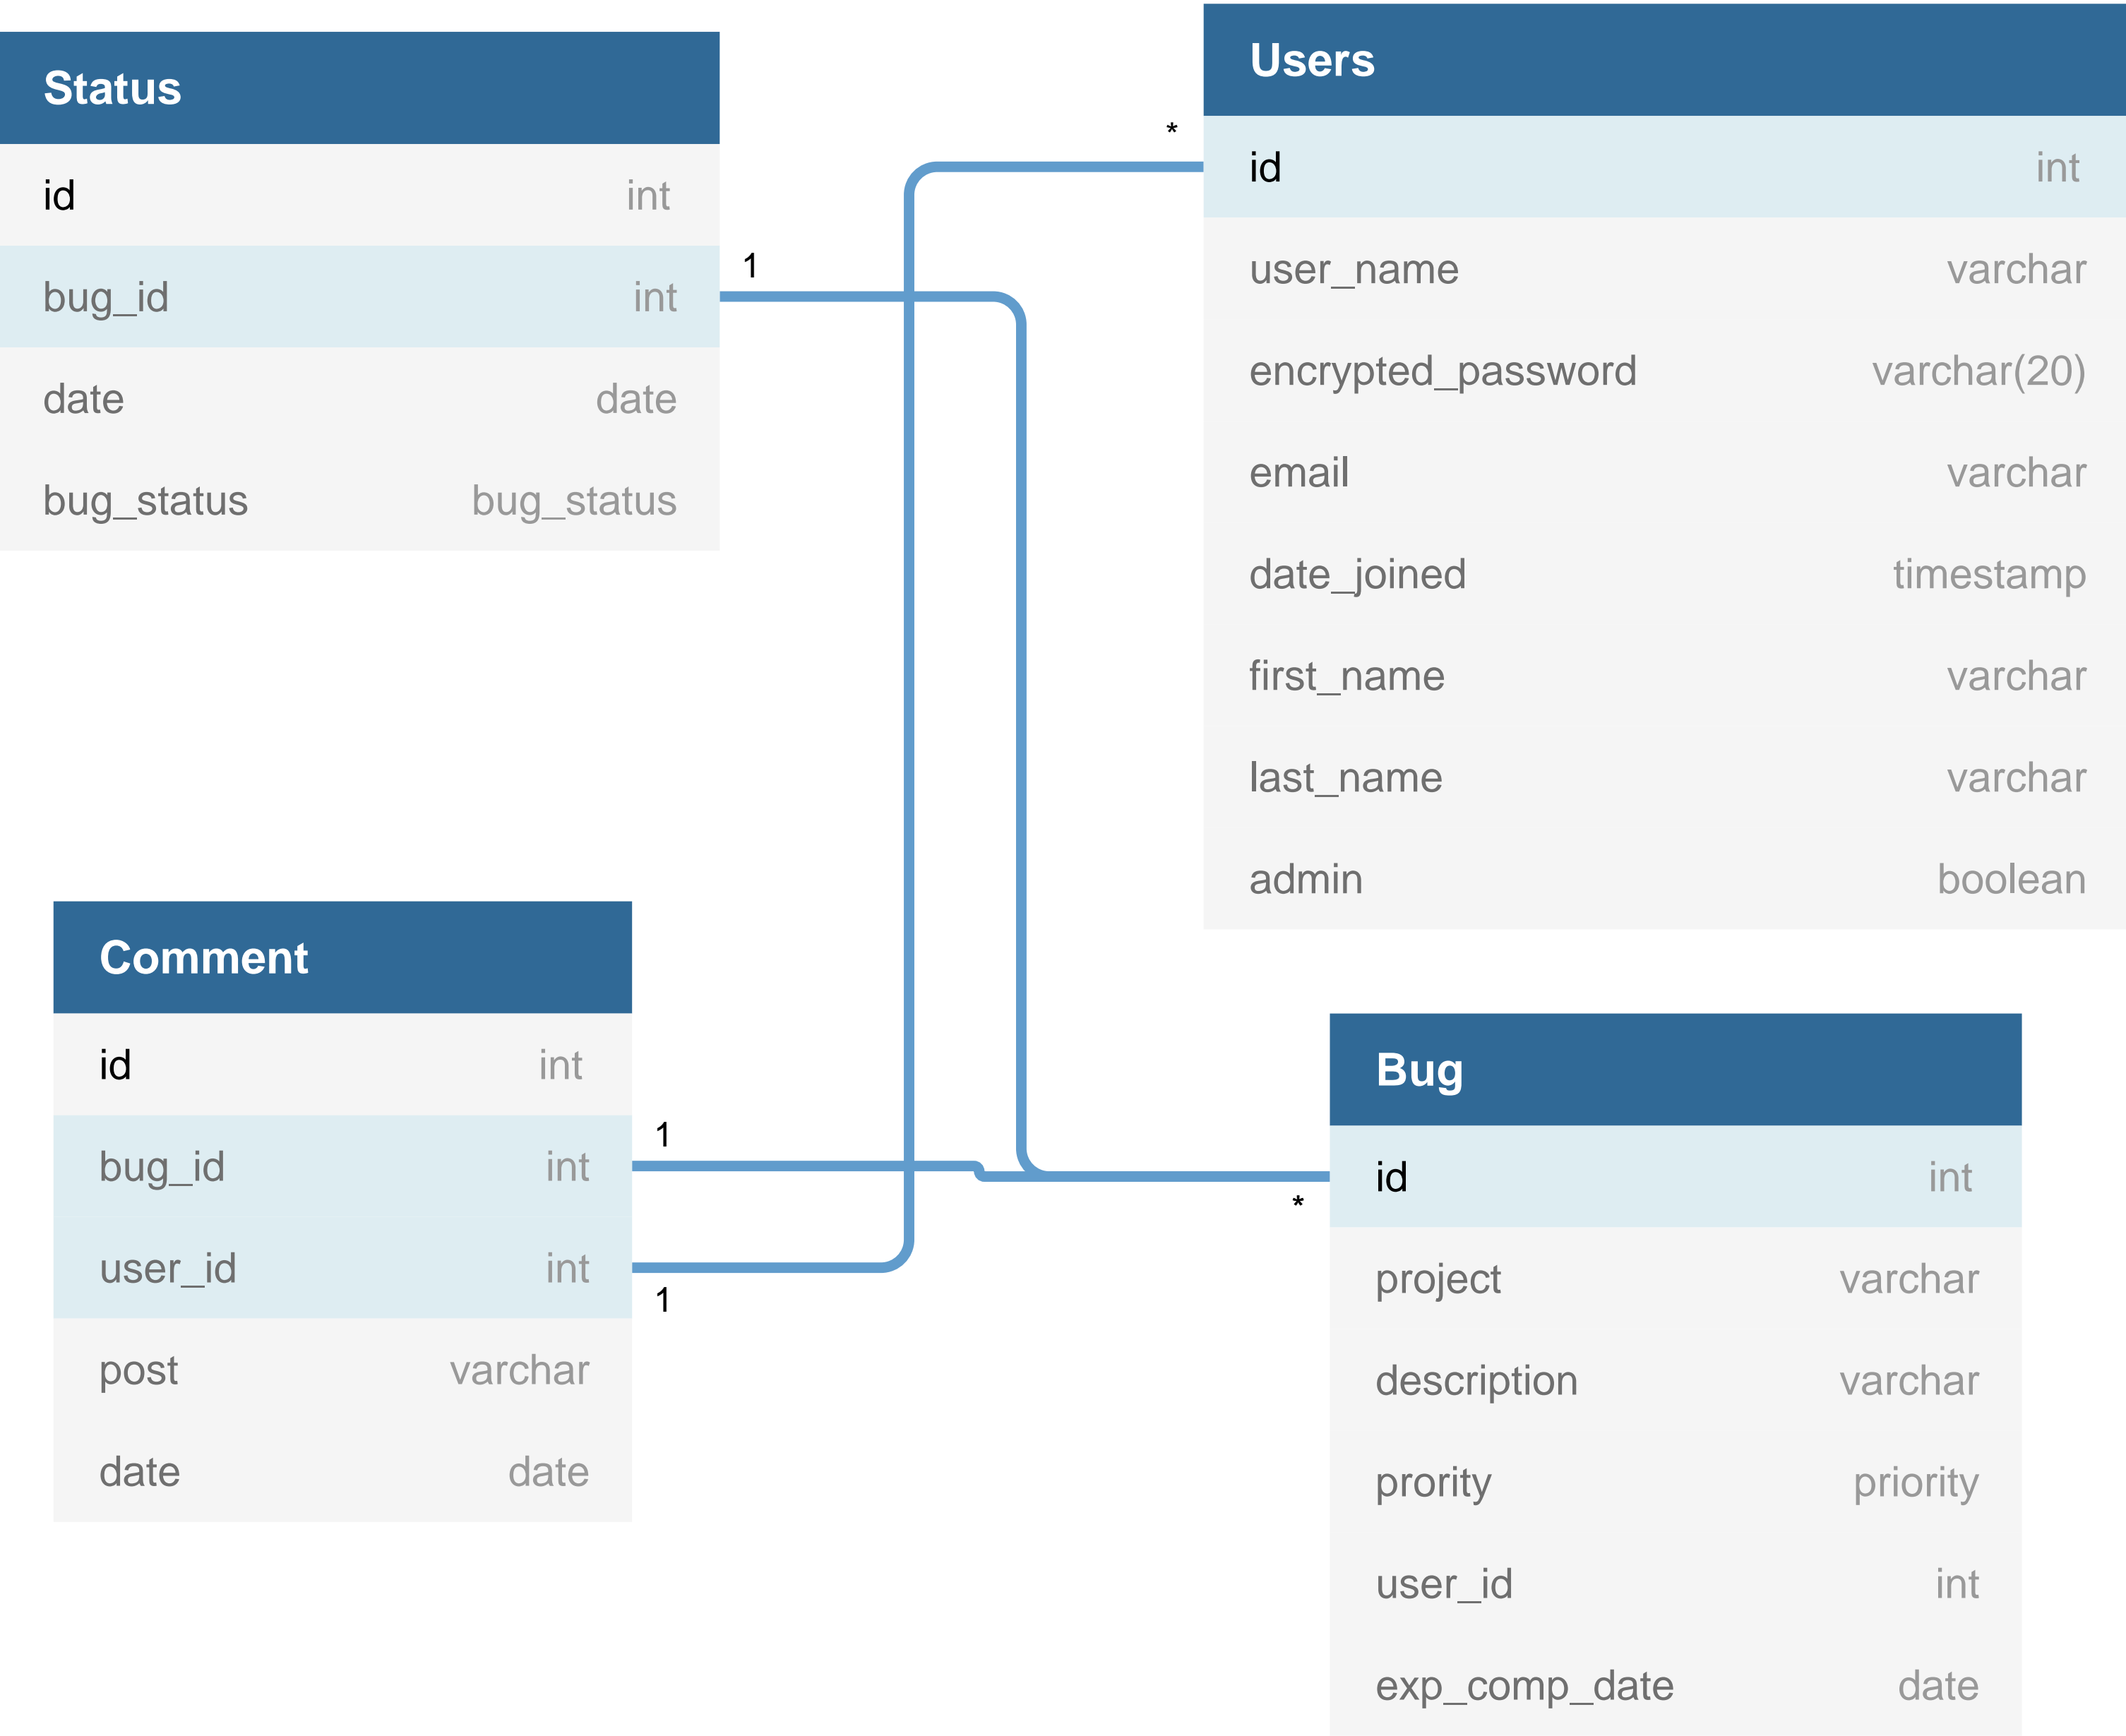 Status
id int
bug_id int
date date
bug_status bug_status
1
Users
*
id int
user_name varchar
encrypted_password varchar(20)
email varchar
date_joined timestamp
first_name varchar
last_name varchar
admin boolean
Comment
id int
1
bug_id int
user_id int
1
post varchar
date date
Bug
id int
*
project varchar
description varchar
prority priority
user_id int
exp_comp_date date